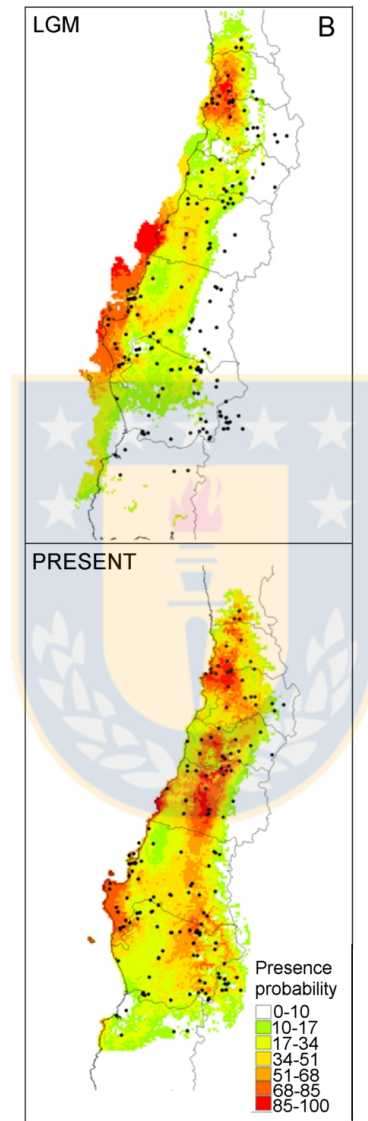 LGM
B
PRESENT
Presence
probability
0-10
10-17
17-34
34-51
51-68
68-85
85-100